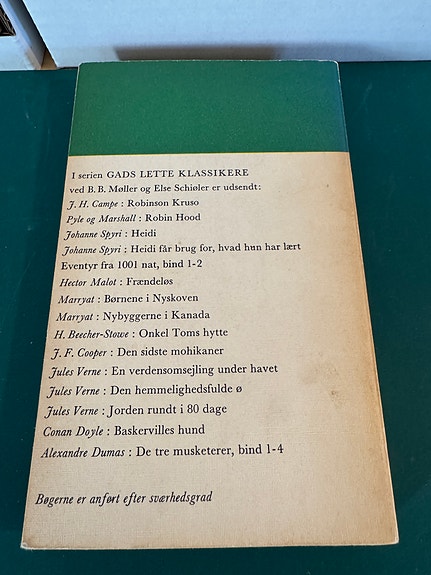 I serien GADS LETTE KLASSIKERE
ved B. B. Møller og Else Schiøler er udsendt:
J. H. Campe : Robinson Kruso
Pyle og Marshall : Robin Hood
Johanne Spyri : Heidi
Johanne Spyri ; Heidi får brug for, hvad hun har lært
Eventyr fra 1001 nat, bind 1-2
Hector Malot : Frændeløs
Marryat : Børnene i Nyskoven
Marryat : Nybyggerne i Kanada
H. Beecher-Stowe : Onkel Toms hytte
J. F. Cooper : Den sidste mohikaner
Jules Verne : En verdensomsejling under havet
Jules Verne : Den hemmelighedsfulde ø
Jules Verne : Jorden rundt i 80 dage
Conan Doyle : Baskervilles hund
Alexandre Dumas : De tre musketerer, bind 1-4
Bøgerne er anført efter sværhedsgrad